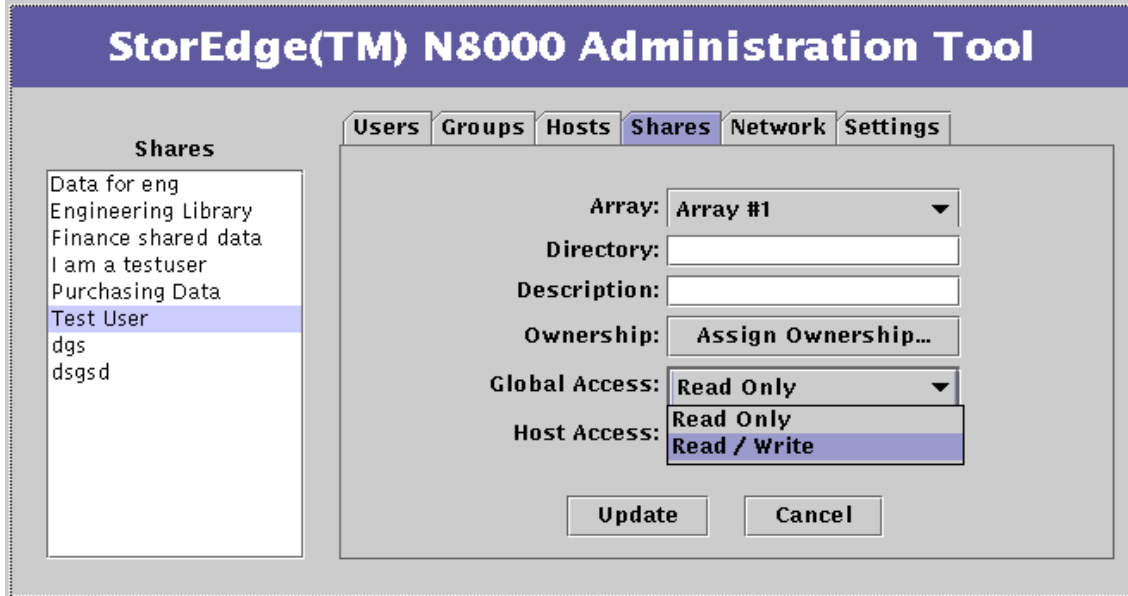 StorEdge(TM) N8000 Administration Tool
Users Groups Hosts Shares Network Settings
Shares
Data for eng
Engineering Library
Finance shared data
I am a testuser
Purchasing Data
Test User
dgs
dsgsd
Array: Array #1
Directory:
Description:
Ownership: Assign Ownership...
Global Access: Read Only
Read Only
Host Access: Read / Write
Update Cancel